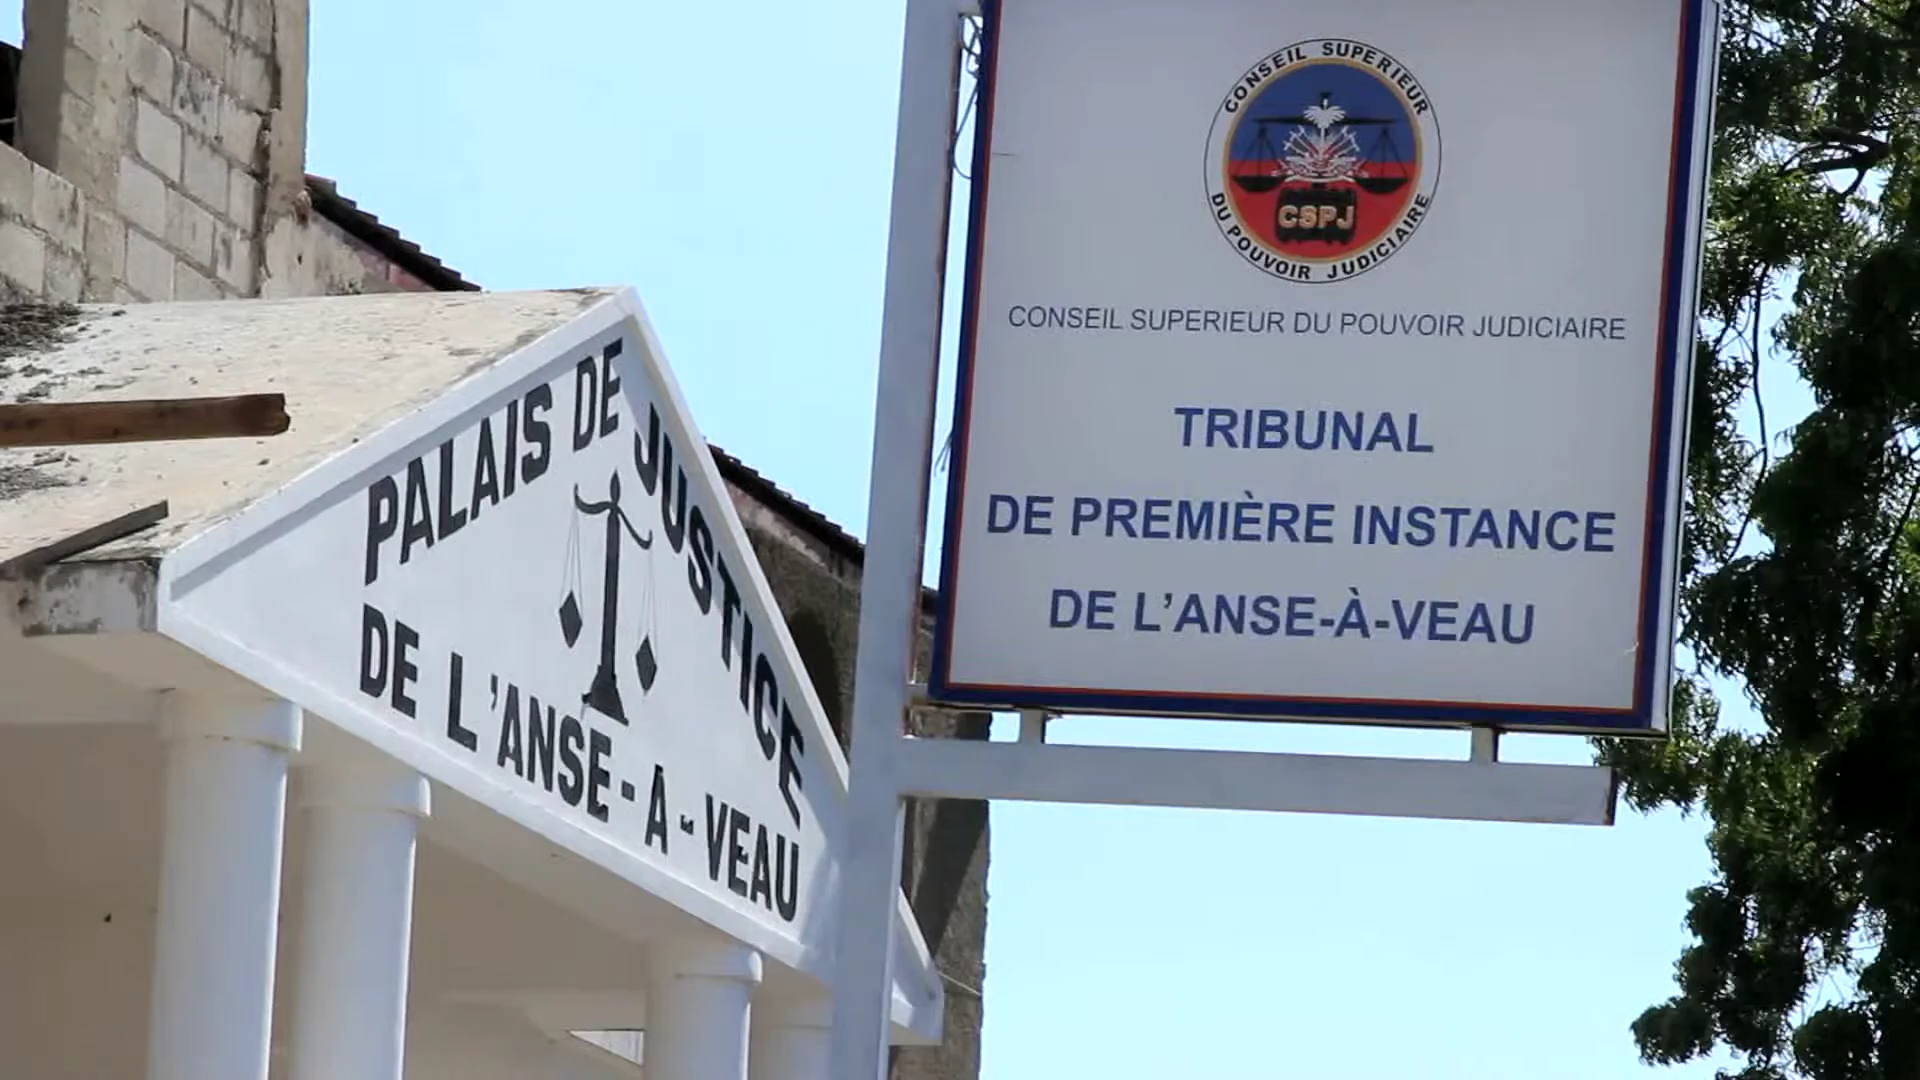 PALAIS DE JUSTICE
DE L'ANSE-A-VEAU
CONSEIL SUPERIEUR
DU POUVOIR JUDICIAIRE
CSPJ
CONSEIL SUPERIEUR DU POUVOIR JUDICIAIRE
TRIBUNAL
DE PREMIÈRE INSTANCE
DE L’ANSE-À-VEAU